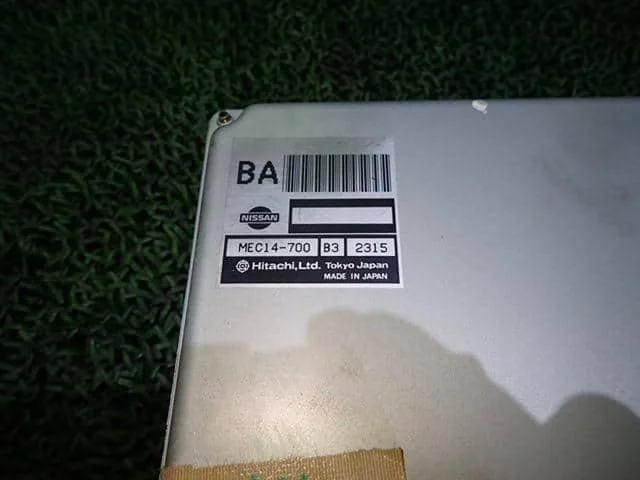 BA
NISSAN
MEC14-700 B3 2315
Hitachi, Ltd. Tokyo Japan
MADE IN JAPAN